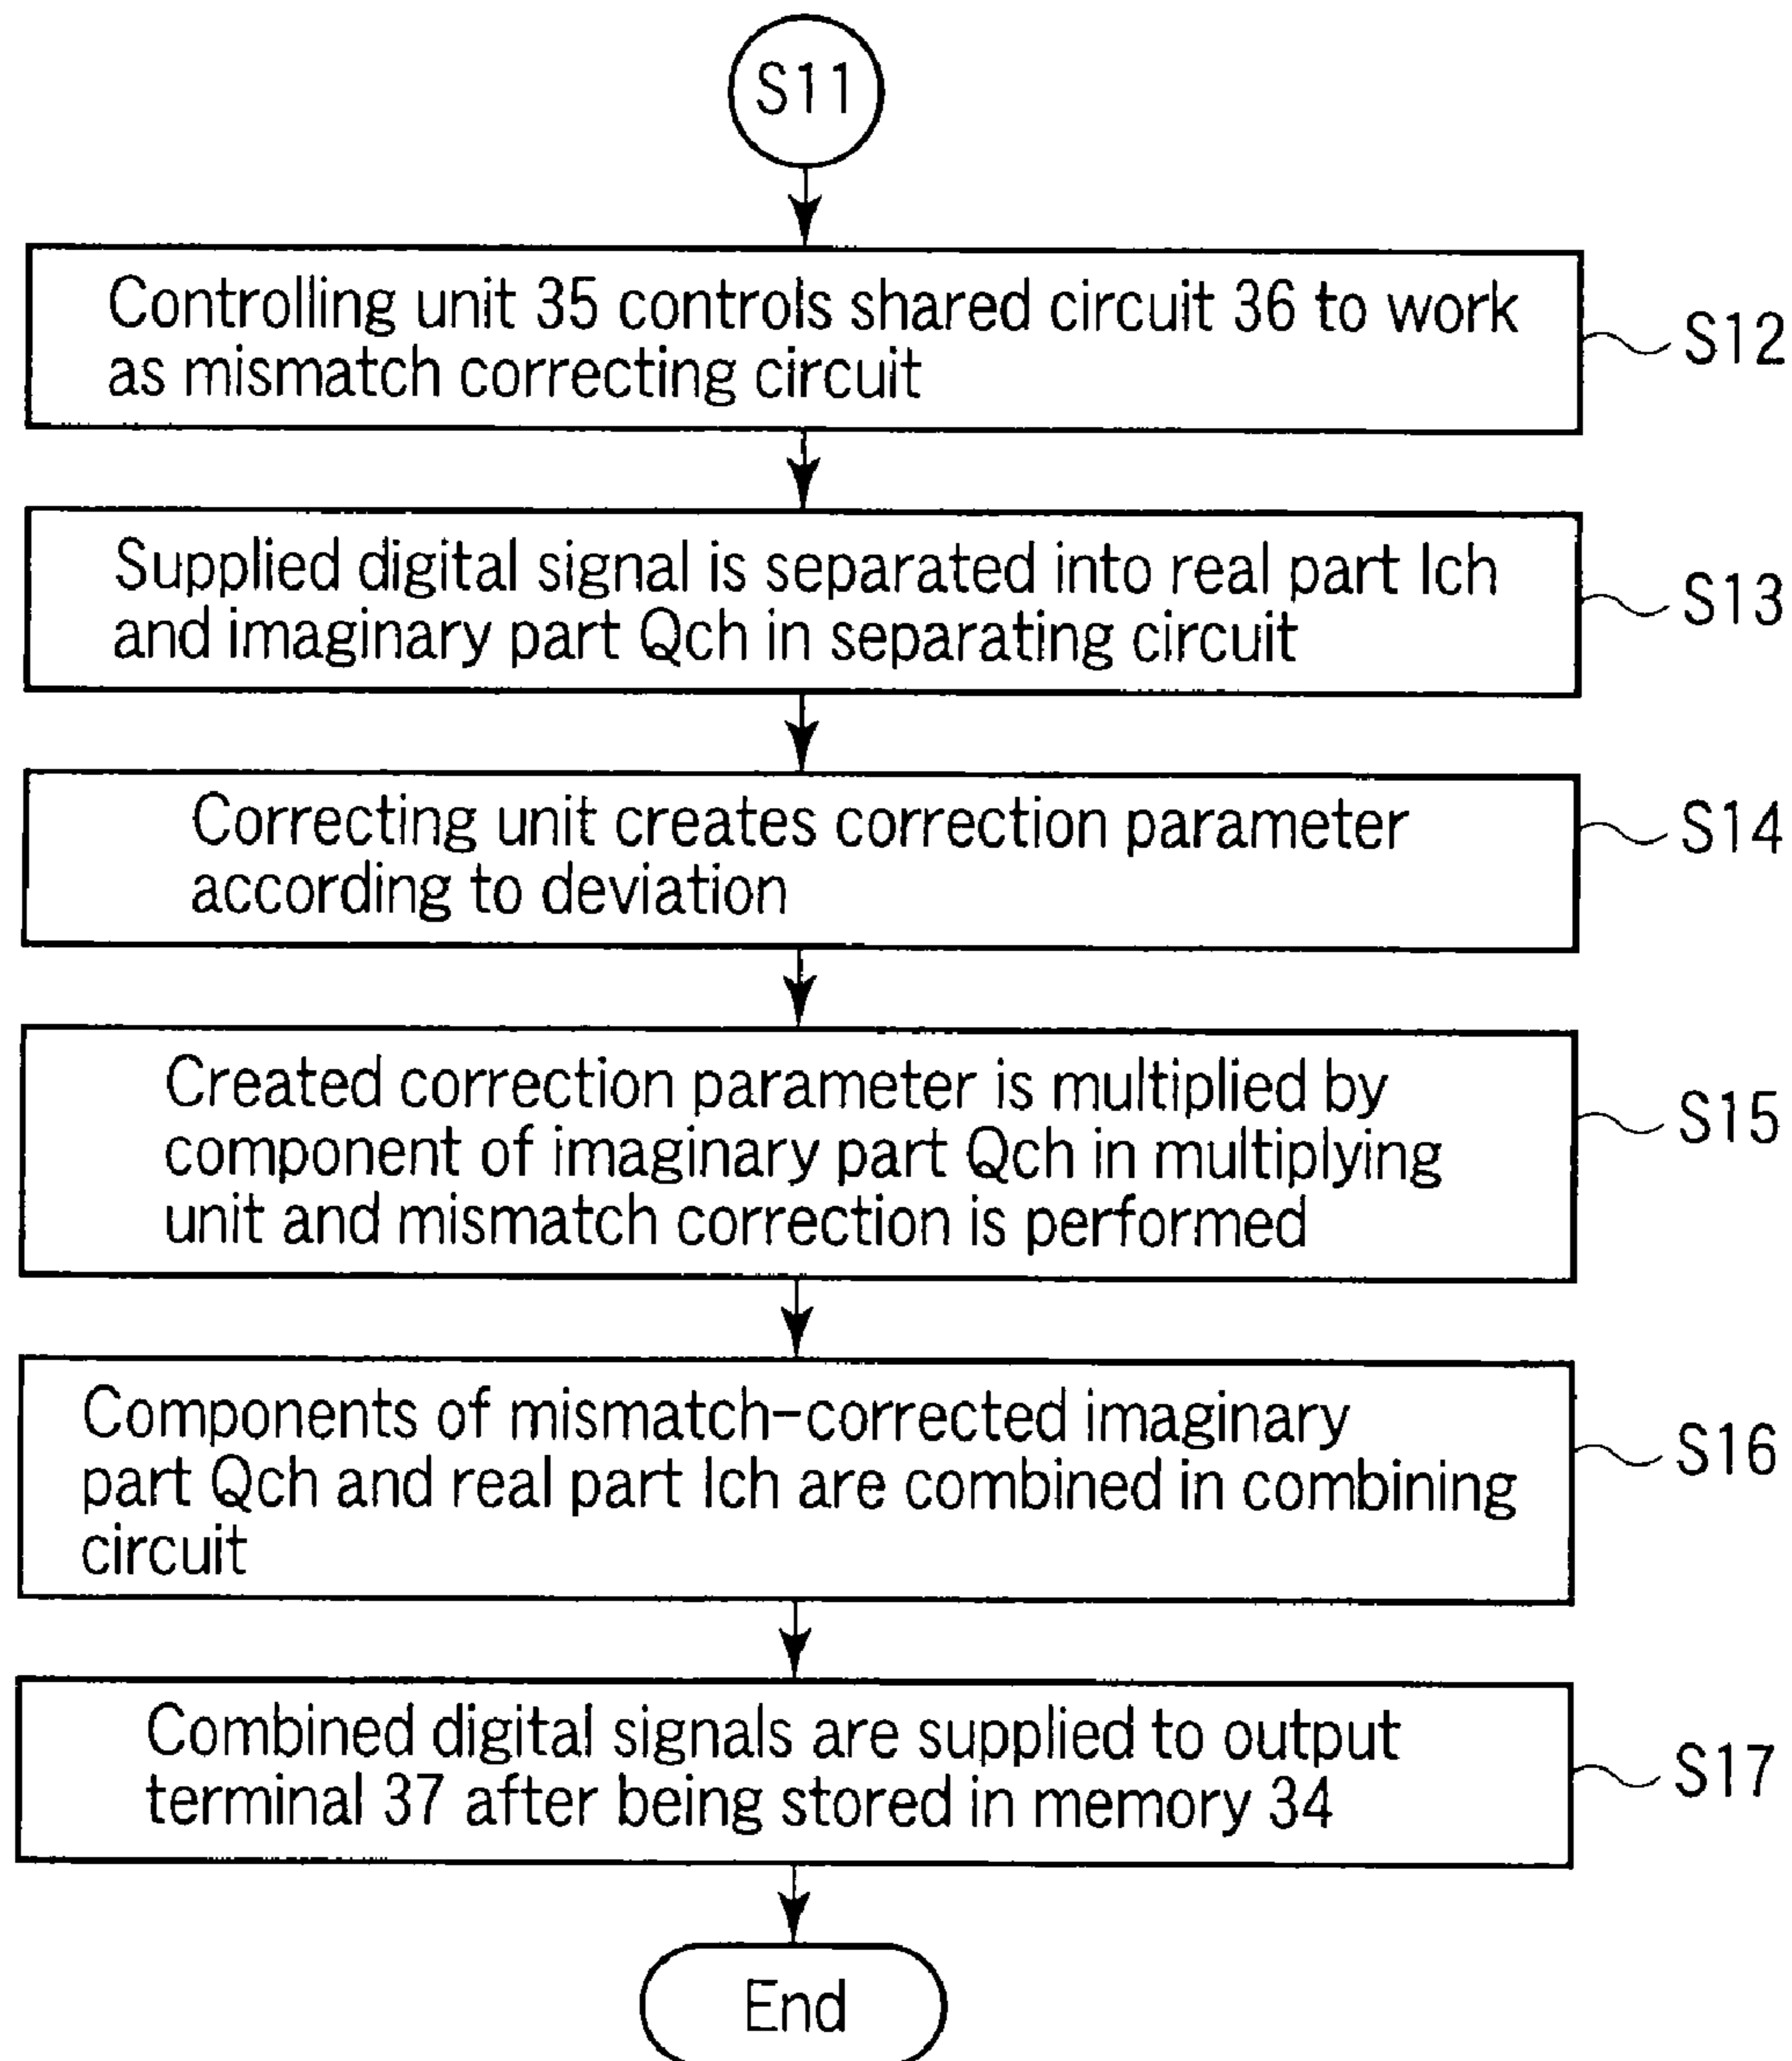 S11
Controlling unit 35 controls shared circuit 36 to work
as mismatch correcting circuit
S12
Supplied digital signal is separated into real part Ich
and imaginary part Qch in separating circuit
S13
Correcting unit creates correction parameter
according to deviation
S14
Created correction parameter is multiplied by
component of imaginary part Qch in multiplying
unit and mismatch correction is performed
S15
Components of mismatch-corrected imaginary
part Qch and real part Ich are combined in combining
circuit
S16
Combined digital signals are supplied to output
terminal 37 after being stored in memory 34
S17
End